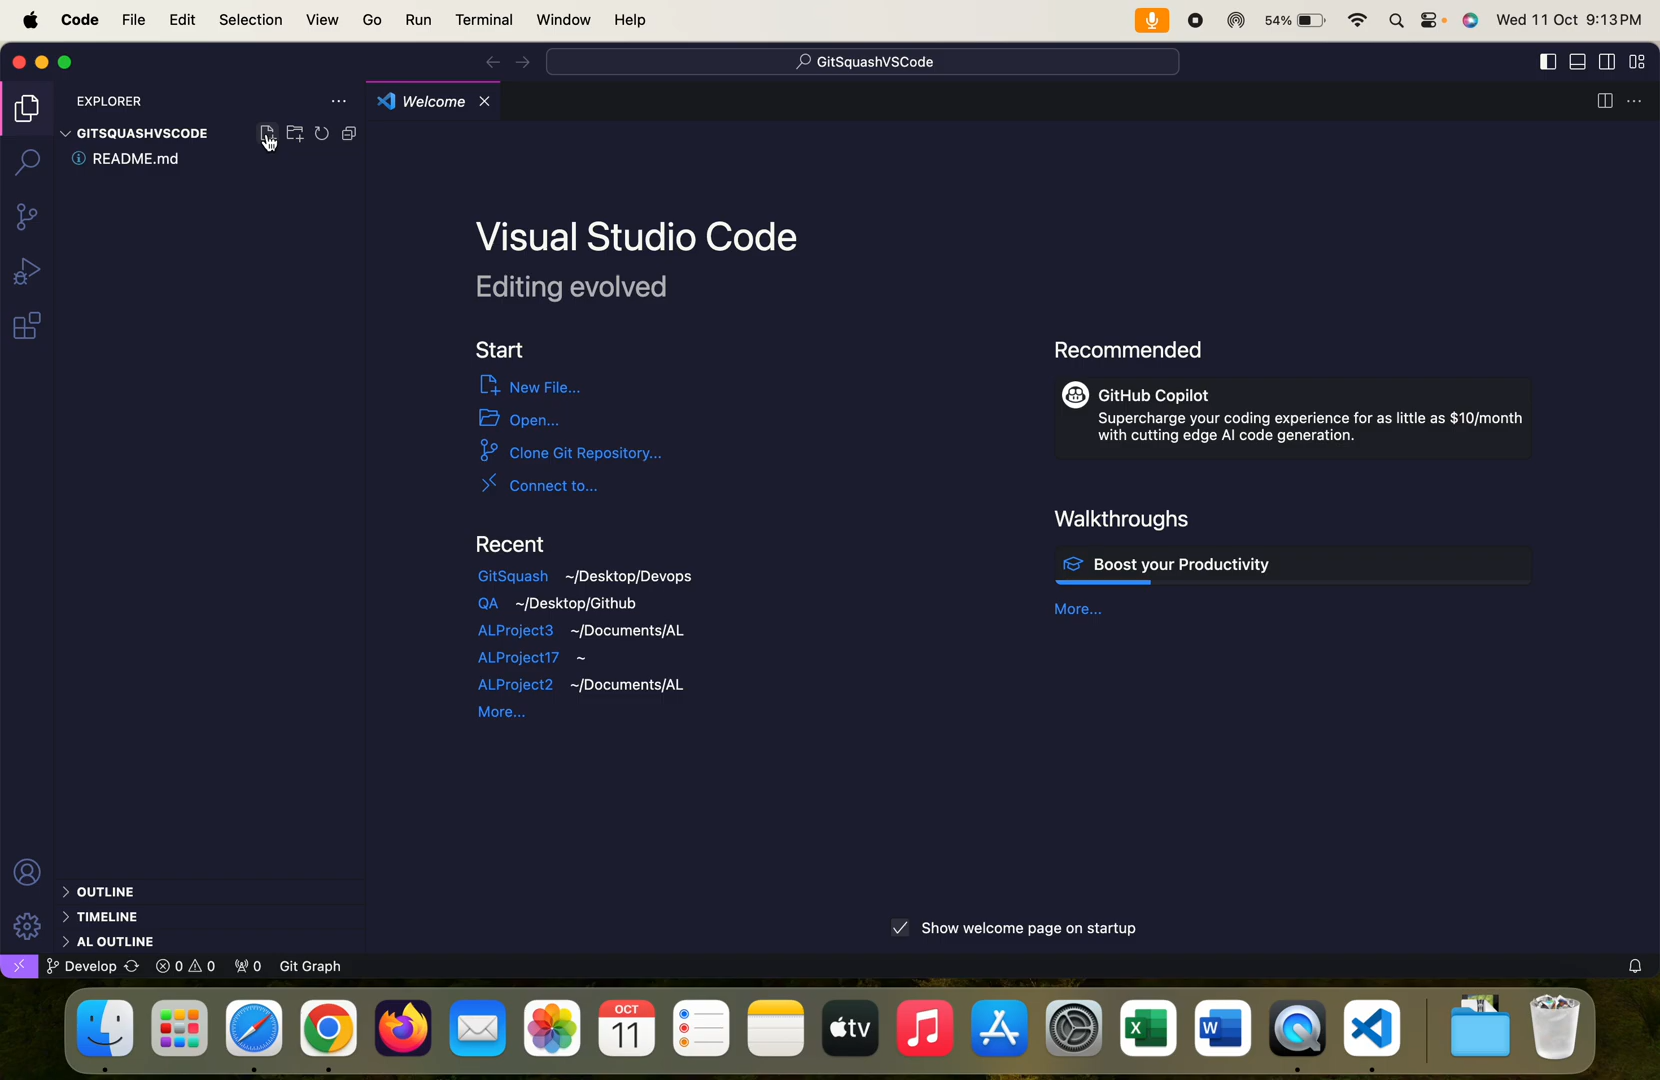 Code File Edit Selection View Go Run Terminal Window Help
54% Wed 11 Oct 9:13 PM
GitSquashVSCode
EXPLORER
Welcome
GITSQUASHVSCODE
README.md
Visual Studio Code
Editing evolved
Start
New File...
Open...
Clone Git Repository...
Connect to...
Recent
GitSquash ~/Desktop/Devops
QA ~/Desktop/Github
ALProject3 ~/Documents/AL
ALProject17 ~
ALProject2 ~/Documents/AL
More...
Recommended
GitHub Copilot
Supercharge your coding experience for as little as $10/month
with cutting edge AI code generation.
Walkthroughs
Boost your Productivity
More...
Show welcome page on startup
OUTLINE
TIMELINE
AL OUTLINE
Develop 0 0 0 Git Graph
OCT
11
tv
X
W